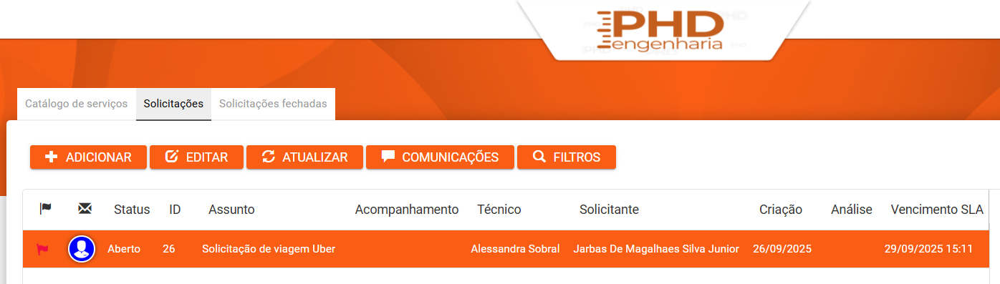 PHD
engenharia
Catálogo de serviços Solicitações Solicitações fechadas
ADICIONAR EDITAR ATUALIZAR COMUNICAÇÕES FILTROS
Status ID Assunto Acompanhamento Técnico Solicitante Criação Análise Vencimento SLA
Aberto 26 Solicitação de viagem Uber Alessandra Sobral Jarbas De Magalhaes Silva Junior 26/09/2025 29/09/2025 15:11